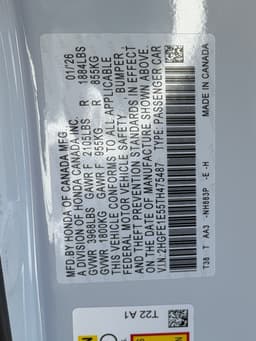 MFD. BY HONDA OF CANADA MFG. 01/26
A DIVISION OF HONDA CANADA INC.
GVWR 3968LBS GAWR F 2105LBS R 1884LBS
GVWR 1800KG GAWR F 955KG R 855KG
THIS VEHICLE CONFORMS TO ALL APPLICABLE
FEDERAL MOTOR VEHICLE SAFETY, BUMPER,
AND THEFT PREVENTION STANDARDS IN EFFECT
ON THE DATE OF MANUFACTURE SHOWN ABOVE.
V.I.N.: 2HGFE1E55TH475487 TYPE: PASSENGER CAR
T38 T AA3 -NH883P -E -H MADE IN CANADA
T22 A1